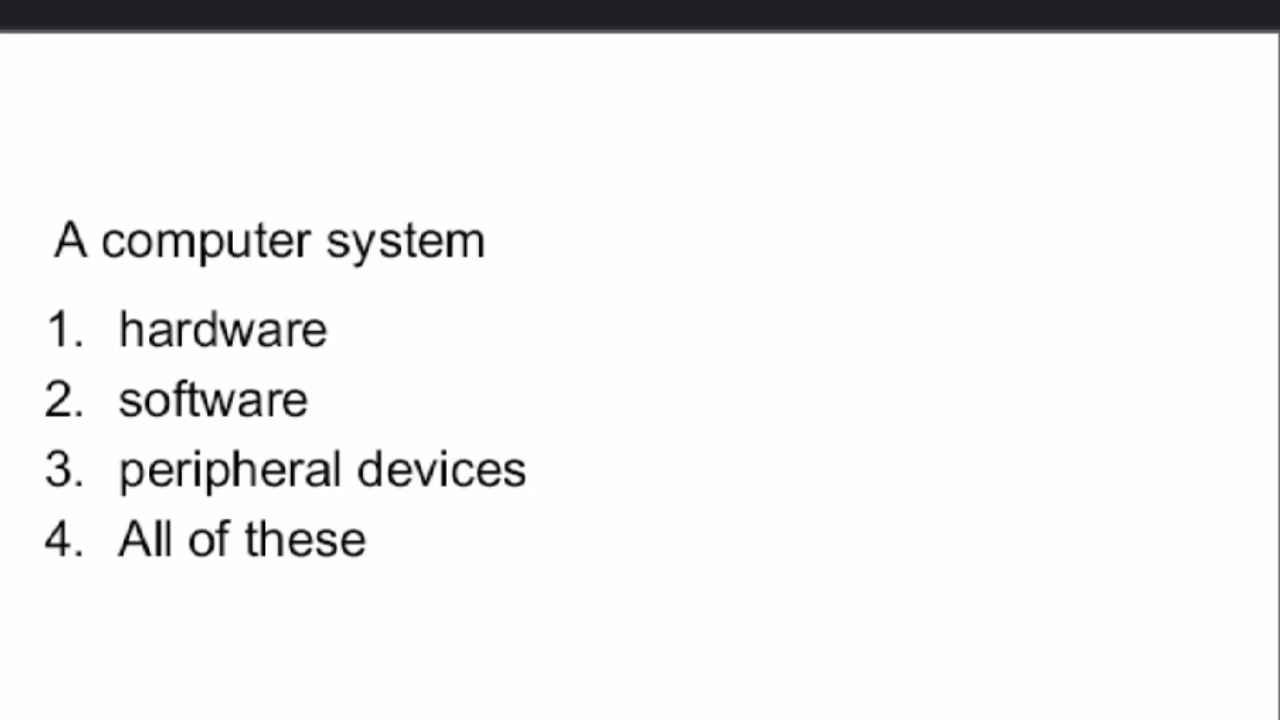 A computer system
1. hardware
2. software
3. peripheral devices
4. All of these